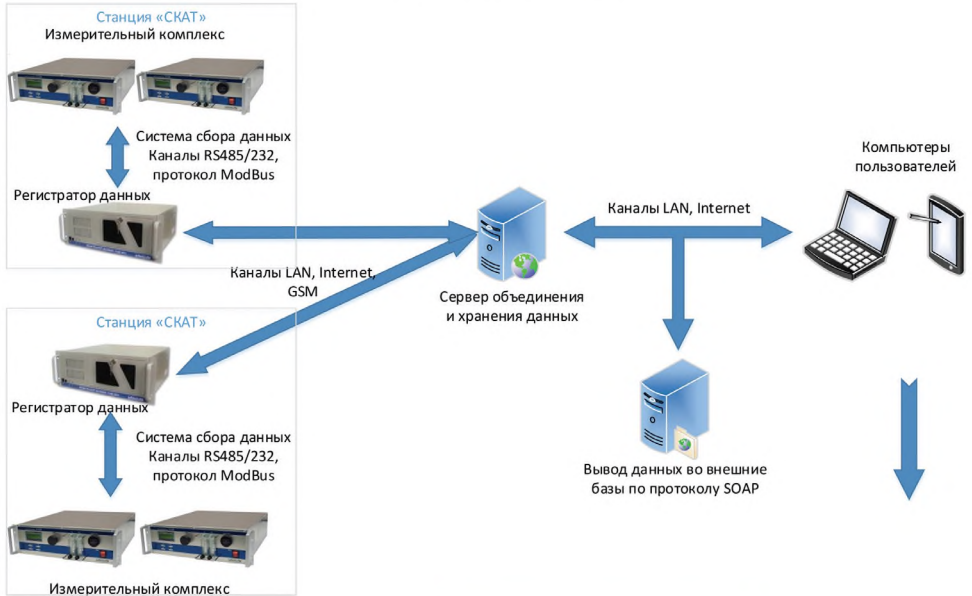 Станция «СКАТ»
Измерительный комплекс
Система сбора данных
Каналы RS485/232,
протокол ModBus
Регистратор данных
Каналы LAN, Internet,
GSM
Станция «СКАТ»
Регистратор данных
Система сбора данных
Каналы RS485/232,
протокол ModBus
Измерительный комплекс
Сервер объединения
и хранения данных
Каналы LAN, Internet
Компьютеры
пользователей
Вывод данных во внешние
базы по протоколу SOAP